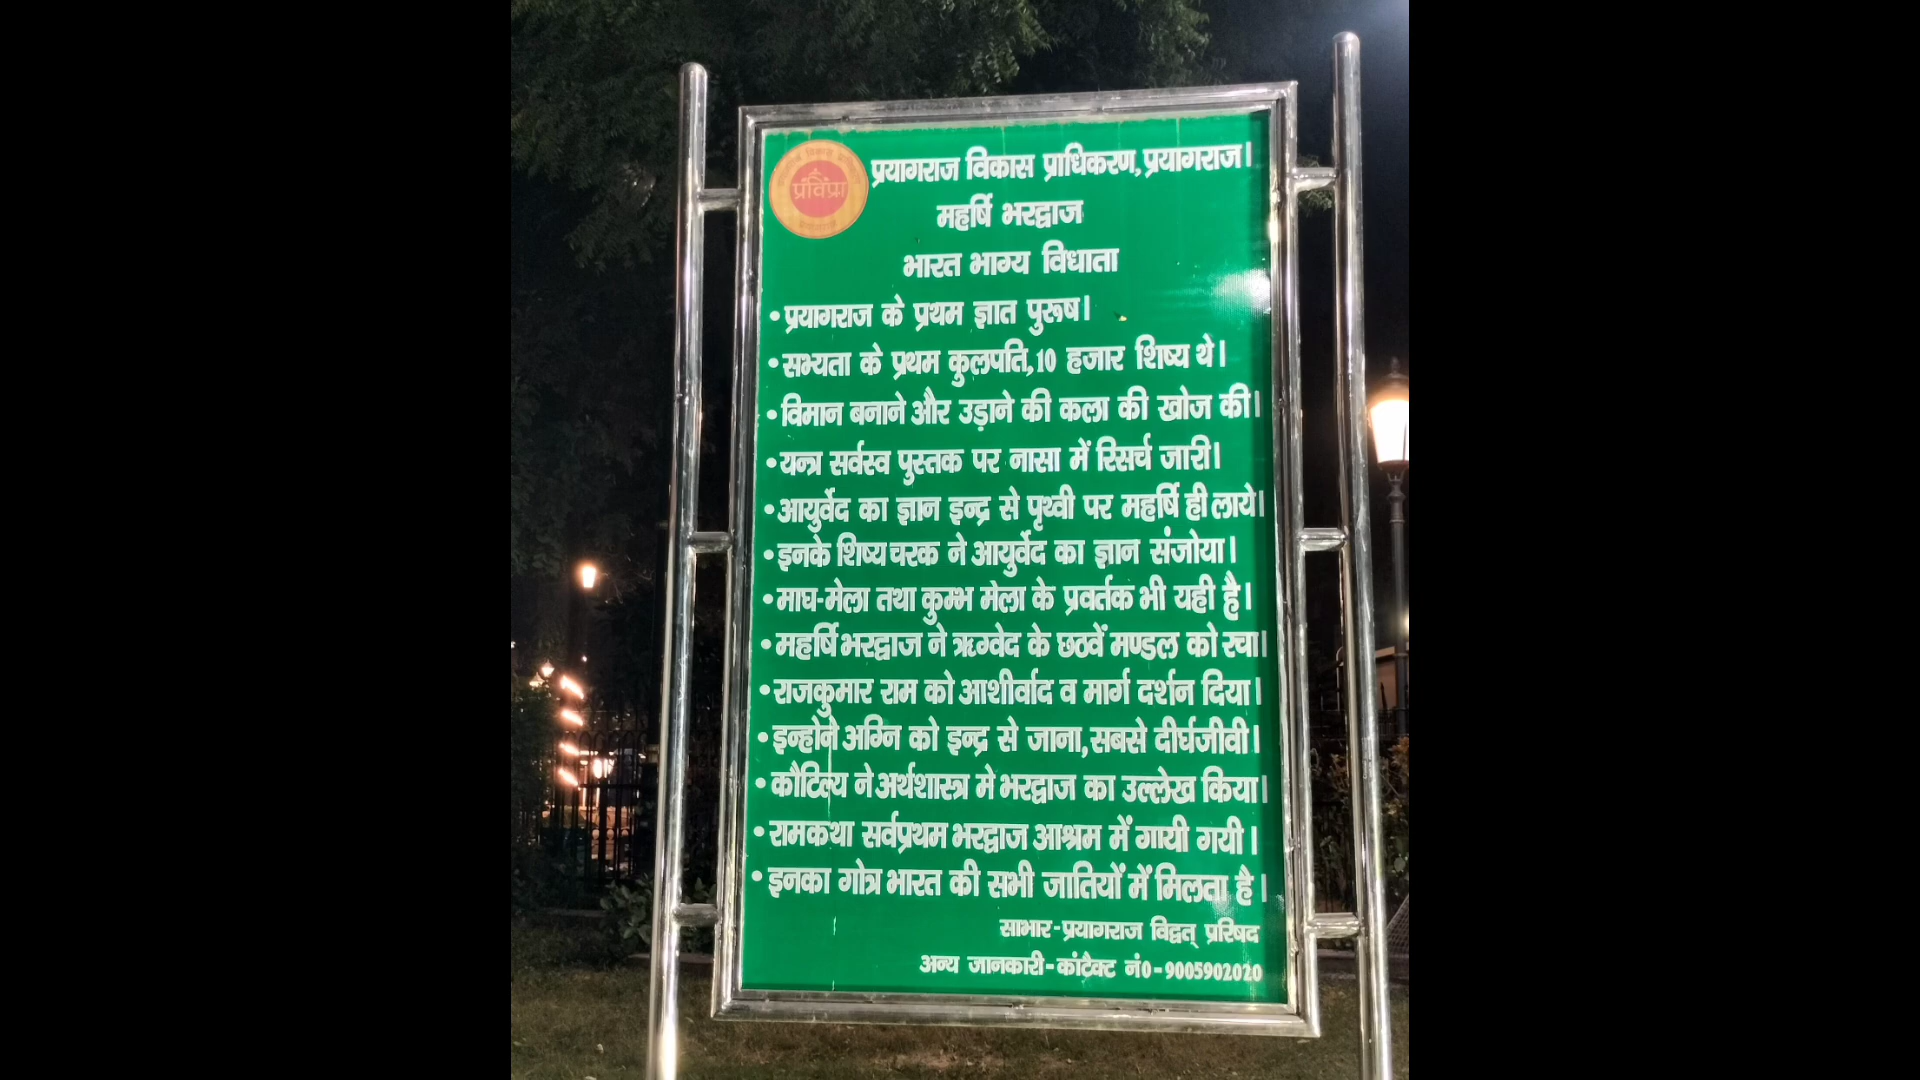 प्रविप्रा
प्रयागराज विकास प्राधिकरण, प्रयागराज।
महर्षि भरद्वाज
भारत भाग्य विधाता
•प्रयागराज के प्रथम ज्ञात पुरूष।
•सभ्यता के प्रथम कुलपति,10 हजार शिष्य थे।
•विमान बनाने और उड़ाने की कला की खोज की।
•यन्त्र सर्वस्व पुस्तक पर नासा में रिसर्च जारी।
•आयुर्वेद का ज्ञान इन्द्र से पृथ्वी पर महर्षि ही लाये।
•इनके शिष्य चरक ने आयुर्वेद का ज्ञान संजोया।
•माघ-मेला तथा कुम्भ मेला के प्रवर्तक भी यही है।
•महर्षि भरद्वाज ने ऋग्वेद के छठवें मण्डल को रचा।
•राजकुमार राम को आशीर्वाद व मार्ग दर्शन दिया।
•इन्होने अग्नि को इन्द्र से जाना,सबसे दीर्घजीवी।
•कौटिल्य ने अर्थशास्त्र मे भरद्वाज का उल्लेख किया।
•रामकथा सर्वप्रथम भरद्वाज आश्रम में गायी गयी।
•इनका गोत्र भारत की सभी जातियों में मिलता है।
साभार-प्रयागराज विद्वत् परिषद
अन्य जानकारी-कांटैक्ट नं0-9005902020